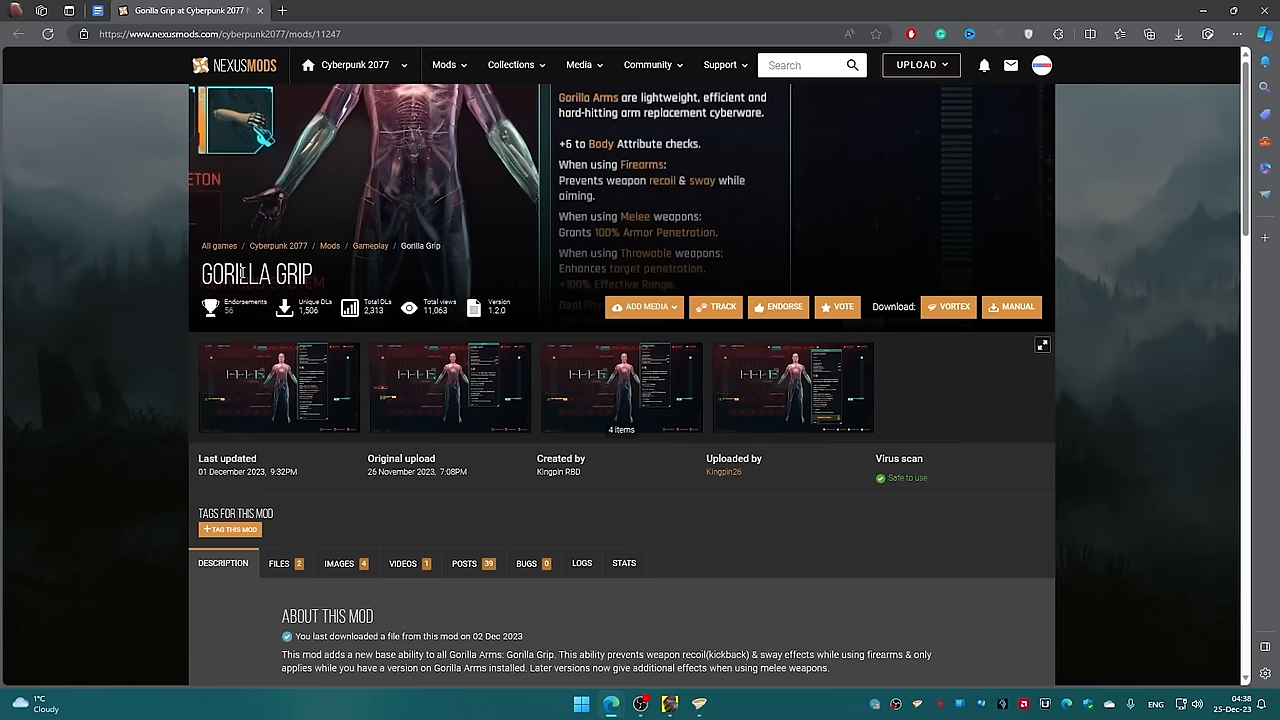 Gorilla Grip at Cyberpunk 2077
https://www.nexusmods.com/cyberpunk2077/mods/11247
NEXUSMODS Cyberpunk 2077 Mods Collections Media Community Support Search UPLOAD
Gorilla Arms are lightweight, efficient and
hard-hitting arm replacement cyberware.
+6 to Body Attribute checks.
When using Firearms:
Prevents weapon recoil & sway while
aiming.
When using Melee weapons:
Grants 100% Armor Penetration.
When using Throwable weapons:
Enhances target penetration.
+100% Effective Range.
ETON
All games / Cyberpunk 2077 / Mods / Gameplay / Gorilla Grip
GORILLA GRIP
Endorsements
Unique DLs
Total DLs
2,313
Total views
11,063
Version
1.2.0
ADD MEDIA TRACK ENDORSE VOTE Download: VORTEX MANUAL
4 items
Last updated
01 December 2023, 9:32PM
Original upload
26 November 2023, 7:08PM
Created by
Kingpin RBD
Uploaded by
Kingpin26
Virus scan
Safe to use
TAGS FOR THIS MOD
+ TAG THIS MOD
DESCRIPTION FILES 2 IMAGES 4 VIDEOS 1 POSTS 39 BUGS 0 LOGS STATS
ABOUT THIS MOD
You last downloaded a file from this mod on 02 Dec 2023
This mod adds a new base ability to all Gorilla Arms: Gorilla Grip. This ability prevents weapon recoil(kickback) & sway effects while using firearms & only
applies while you have a version on Gorilla Arms installed. Later versions now give additional effects when using melee weapons.
1°C
Cloudy
ENG
04:38
25-Dec-23